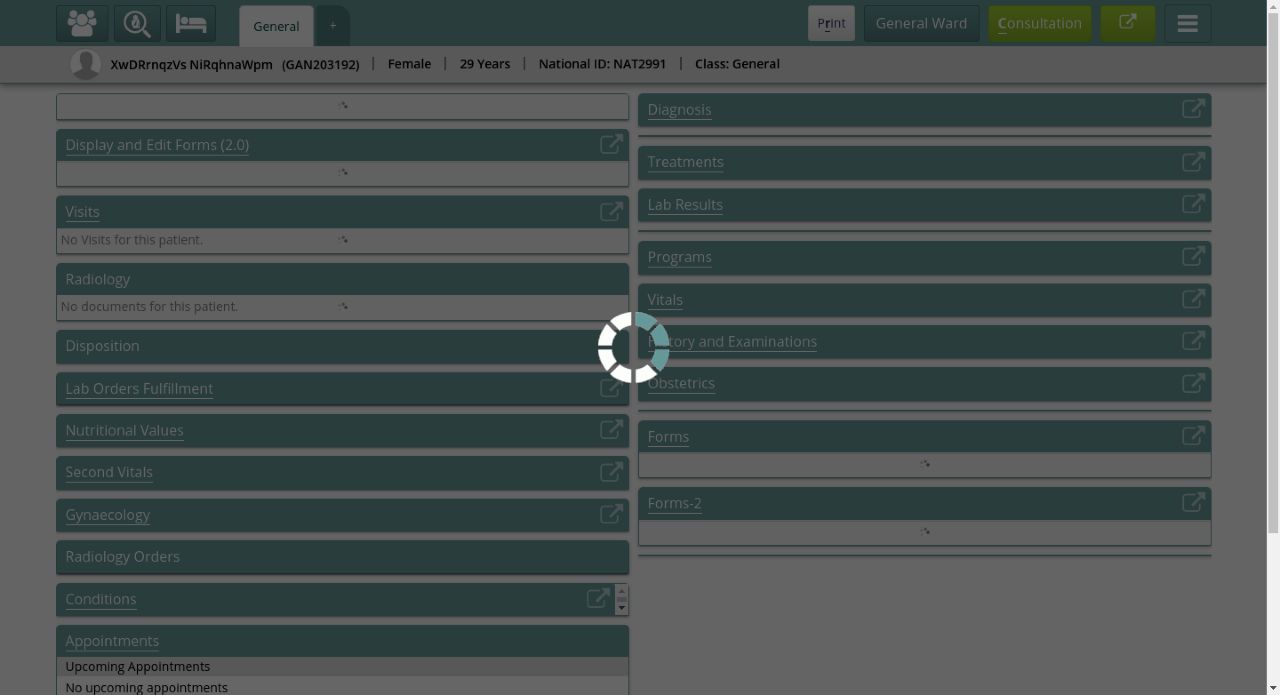 General
+
Print
General Ward
Consultation
XwDRrnqzVs NiRqhnaWpm (GAN203192) | Female | 29 Years | National ID: NAT2991 | Class: General
Display and Edit Forms (2.0)
Visits
No Visits for this patient.
Radiology
No documents for this patient.
Disposition
Lab Orders Fulfillment
Nutritional Values
Second Vitals
Gynaecology
Radiology Orders
Conditions
Appointments
Upcoming Appointments
No upcoming appointments
Diagnosis
Treatments
Lab Results
Programs
Vitals
and Examinations
Obstetrics
Forms
Forms-2